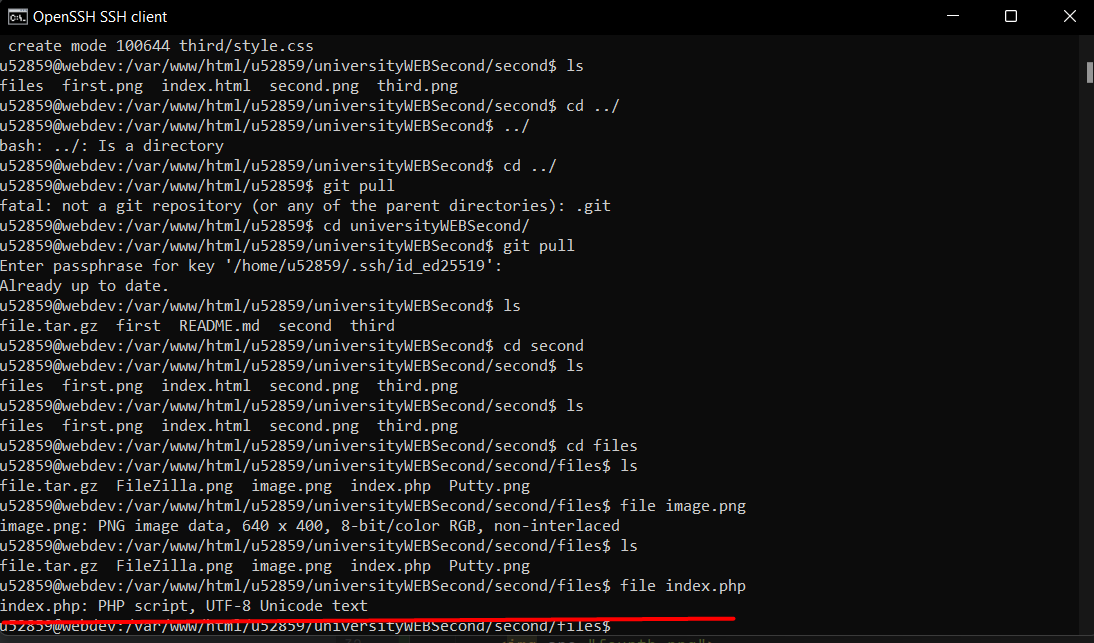 OpenSSH SSH client
create mode 100644 third/style.css
u52859@webdev:/var/www/html/u52859/universityWEBSecond/second$ ls
files  first.png  index.html  second.png  third.png
u52859@webdev:/var/www/html/u52859/universityWEBSecond/second$ cd ../
u52859@webdev:/var/www/html/u52859/universityWEBSecond$ ../
bash: ../: Is a directory
u52859@webdev:/var/www/html/u52859/universityWEBSecond$ cd ../
u52859@webdev:/var/www/html/u52859$ git pull
fatal: not a git repository (or any of the parent directories): .git
u52859@webdev:/var/www/html/u52859$ cd universityWEBSecond/
u52859@webdev:/var/www/html/u52859/universityWEBSecond$ git pull
Enter passphrase for key '/home/u52859/.ssh/id_ed25519':
Already up to date.
u52859@webdev:/var/www/html/u52859/universityWEBSecond$ ls
file.tar.gz  first  README.md  second  third
u52859@webdev:/var/www/html/u52859/universityWEBSecond$ cd second
u52859@webdev:/var/www/html/u52859/universityWEBSecond/second$ ls
files  first.png  index.html  second.png  third.png
u52859@webdev:/var/www/html/u52859/universityWEBSecond/second$ ls
files  first.png  index.html  second.png  third.png
u52859@webdev:/var/www/html/u52859/universityWEBSecond/second$ cd files
u52859@webdev:/var/www/html/u52859/universityWEBSecond/second/files$ ls
file.tar.gz  FileZilla.png  image.png  index.php  Putty.png
u52859@webdev:/var/www/html/u52859/universityWEBSecond/second/files$ file image.png
image.png: PNG image data, 640 x 400, 8-bit/color RGB, non-interlaced
u52859@webdev:/var/www/html/u52859/universityWEBSecond/second/files$ ls
file.tar.gz  FileZilla.png  image.png  index.php  Putty.png
u52859@webdev:/var/www/html/u52859/universityWEBSecond/second/files$ file index.php
index.php: PHP script, UTF-8 Unicode text
u52859@webdev:/var/www/html/u52859/universityWEBSecond/second/files$